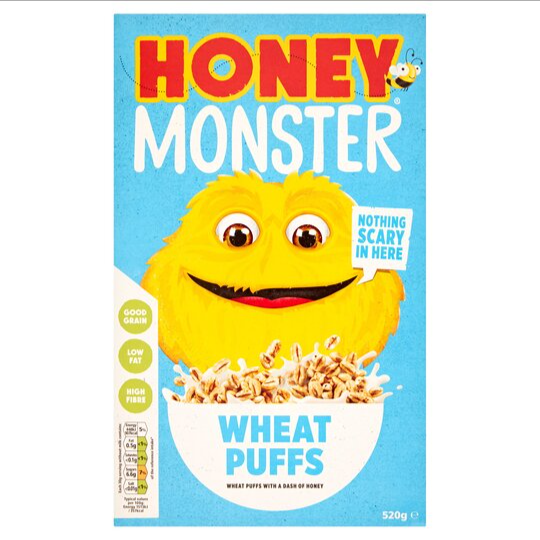 HONEY
MONSTER®
NOTHING
SCARY
IN HERE
GOOD
GRAIN
LOW
FAT
HIGH
FIBRE
WHEAT
PUFFS
WHEAT PUFFS WITH A DASH OF HONEY
520g ℮